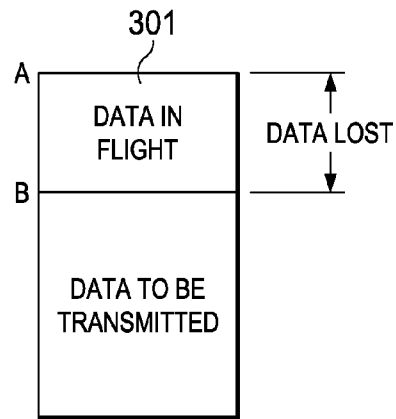 301
A
DATA IN
FLIGHT
DATA LOST
B
DATA TO BE
TRANSMITTED